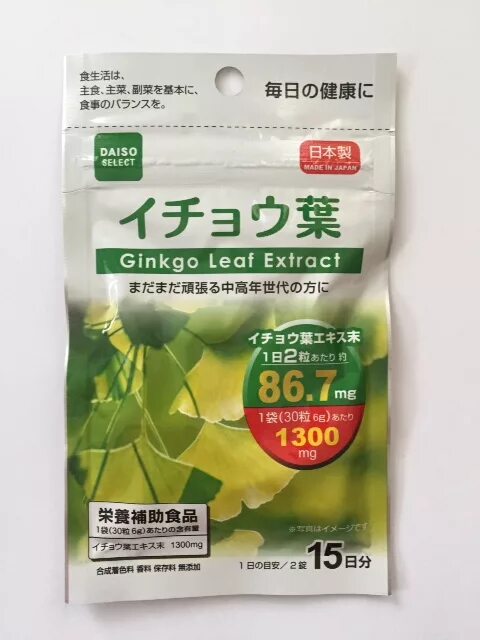 食生活は、
主食、主菜、副菜を基本に、
食事のバランスを。
毎日の健康に
DAISO
SELECT
日本製
MADE IN JAPAN
イチョウ葉
Ginkgo Leaf Extract
まだまだ頑張る中高年世代の方に
イチョウ葉エキス末
1日2粒あたり 約
86.7mg
1袋(30粒 6g)あたり
1300
mg
※写真はイメージです
栄養補助食品
1袋(30粒 6g)あたりの含有量
イチョウ葉エキス末 1300mg
合成着色料 香料 保存料 無添加
1日の目安/2錠 15日分